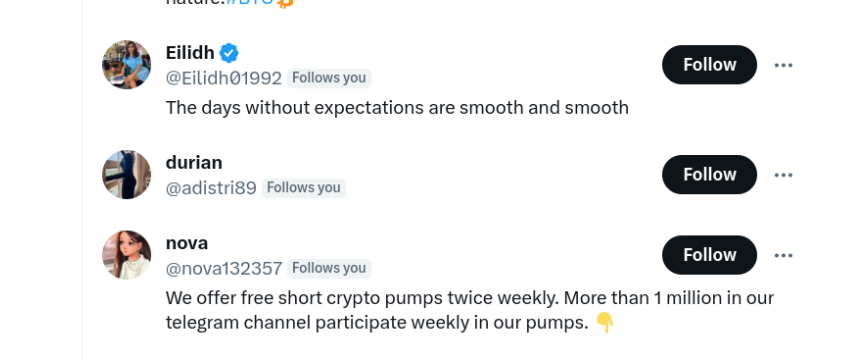 nature.#BTC
Eilidh
@Eilidh01992 Follows you
Follow
The days without expectations are smooth and smooth
durian
@adistri89 Follows you
Follow
nova
@nova132357 Follows you
Follow
We offer free short crypto pumps twice weekly. More than 1 million in our
telegram channel participate weekly in our pumps. 👇